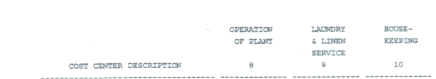 OPERATION LAUNDRY HOUSE-
OF PLANT & LINEN KEEPING
SERVICE
COST CENTER DESCRIPTION 8 9 10